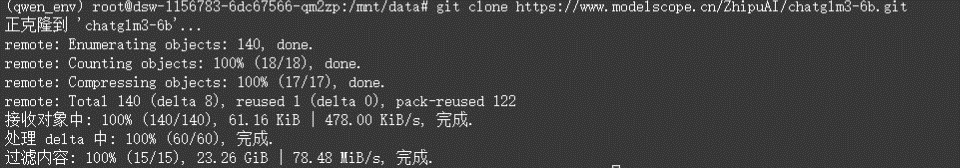 (qwen_env) root@dsw-1156783-6dc67566-qm2zp:/mnt/data# git clone https://www.modelscope.cn/ZhipuAI/chatglm3-6b.git
正克隆到 'chatglm3-6b'...
remote: Enumerating objects: 140, done.
remote: Counting objects: 100% (18/18), done.
remote: Compressing objects: 100% (17/17), done.
remote: Total 140 (delta 8), reused 1 (delta 0), pack-reused 122
接收对象中: 100% (140/140), 61.16 KiB | 478.00 KiB/s, 完成.
处理 delta 中: 100% (60/60), 完成.
过滤内容: 100% (15/15), 23.26 GiB | 78.48 MiB/s, 完成.